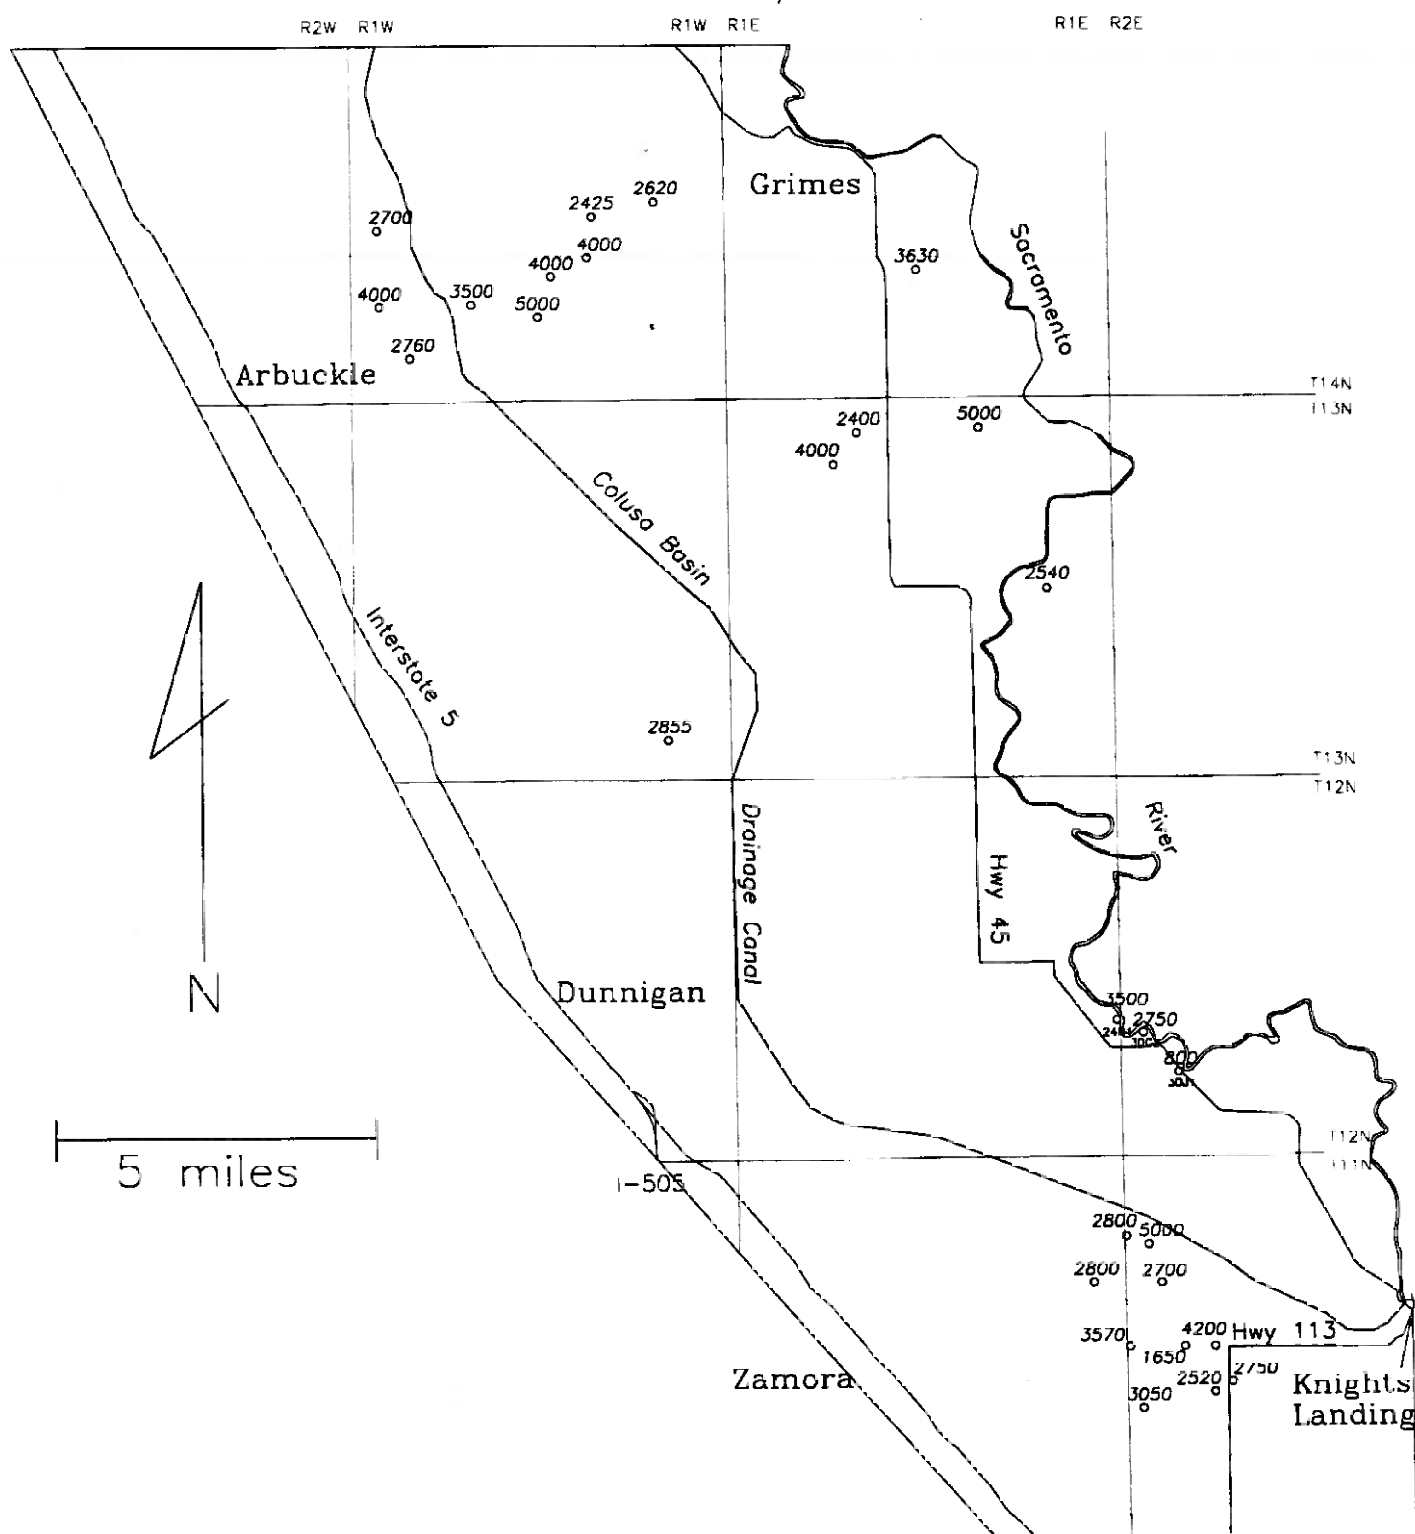 R2W R1W
R1W R1E
R1E R2E
Grimes
2620
2425
2700
4000
4000
3630
Sacramento
4000
3500
5000
2760
Arbuckle
T14N
T13N
2400
5000
4000
Colusa Basin
2540
Interstate 5
2855
T13N
T12N
River
Drainage Canal
Hwy 45
N
Dunnigan
3500
2750
800
5 miles
T12N
T11N
I-505
2800
5000
2800
2700
3570
4200
Hwy 113
1650
2750
2520
Zamora
3050
Knights
Landing